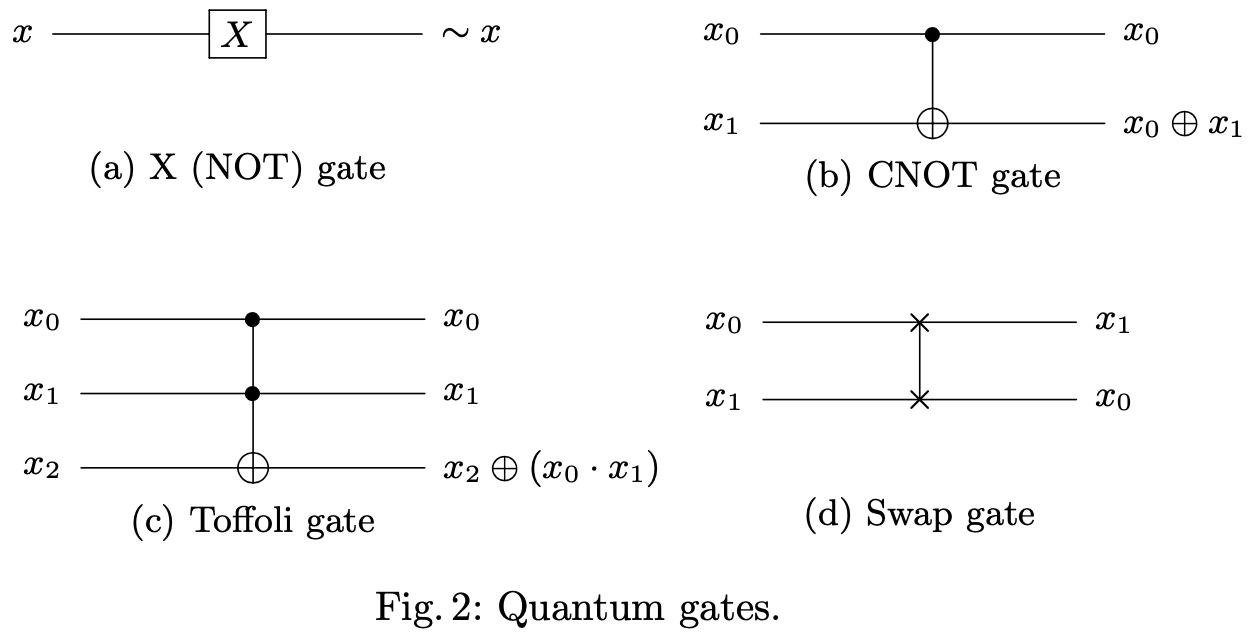 x X ∼ x
(a) X (NOT) gate
x₀ x₀
x₁ x₀ ⊕ x₁
(b) CNOT gate
x₀ x₀
x₁ x₁
x₂ x₂ ⊕ (x₀ · x₁)
(c) Toffoli gate
x₀ x₁
x₁ x₀
(d) Swap gate
Fig. 2: Quantum gates.